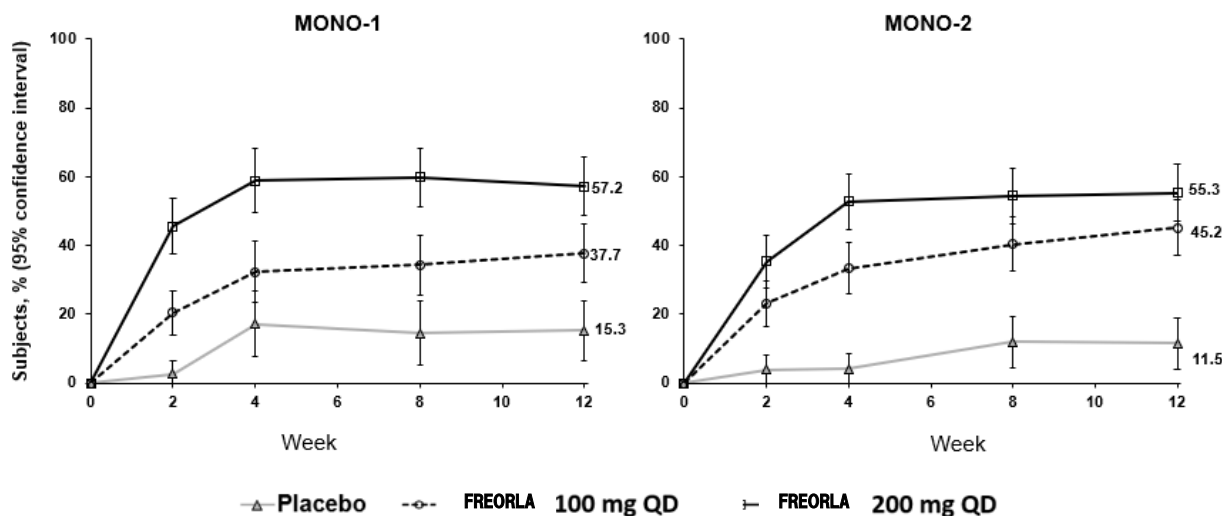 MONO-1
MONO-2
Subjects, % (95% confidence interval)
100
80
60
40
20
0
57.2
37.7
15.3
0 2 4 6 8 10 12
Week
100
80
60
40
20
0
55.3
45.2
11.5
0 2 4 6 8 10 12
Week
Placebo FREORLA 100 mg QD FREORLA 200 mg QD